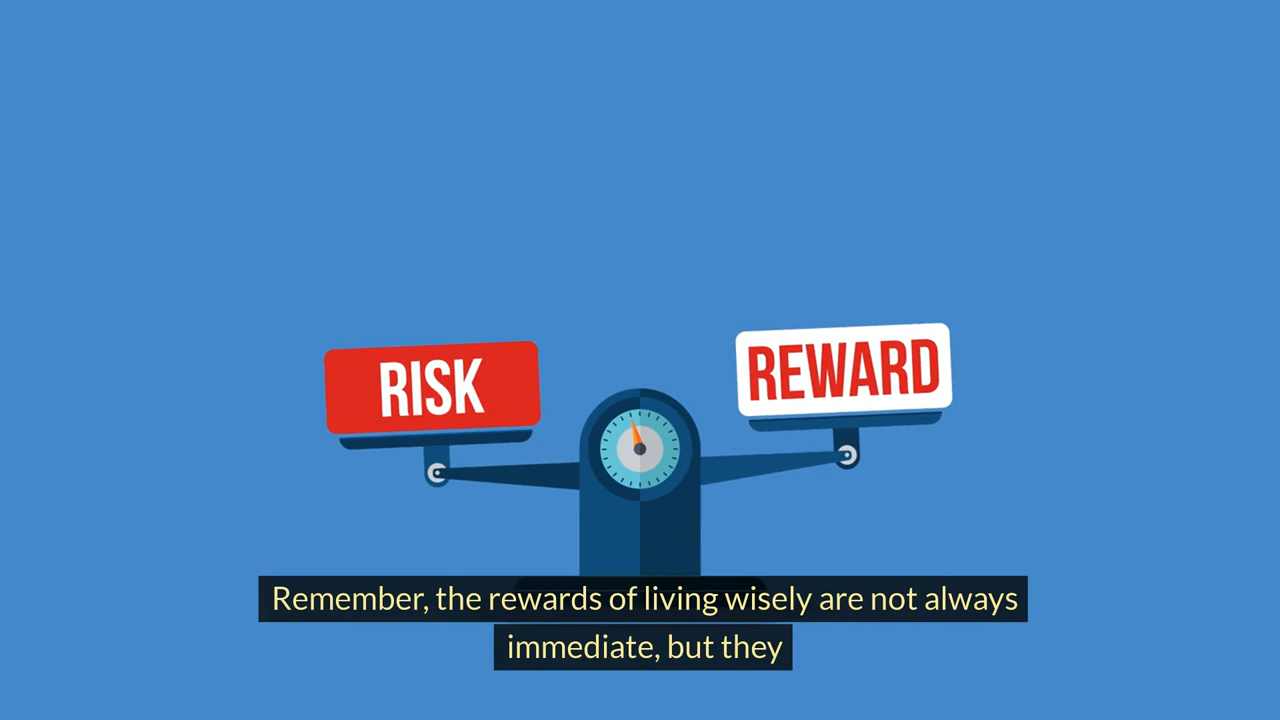 RISK
REWARD
Remember, the rewards of living wisely are not always
immediate, but they